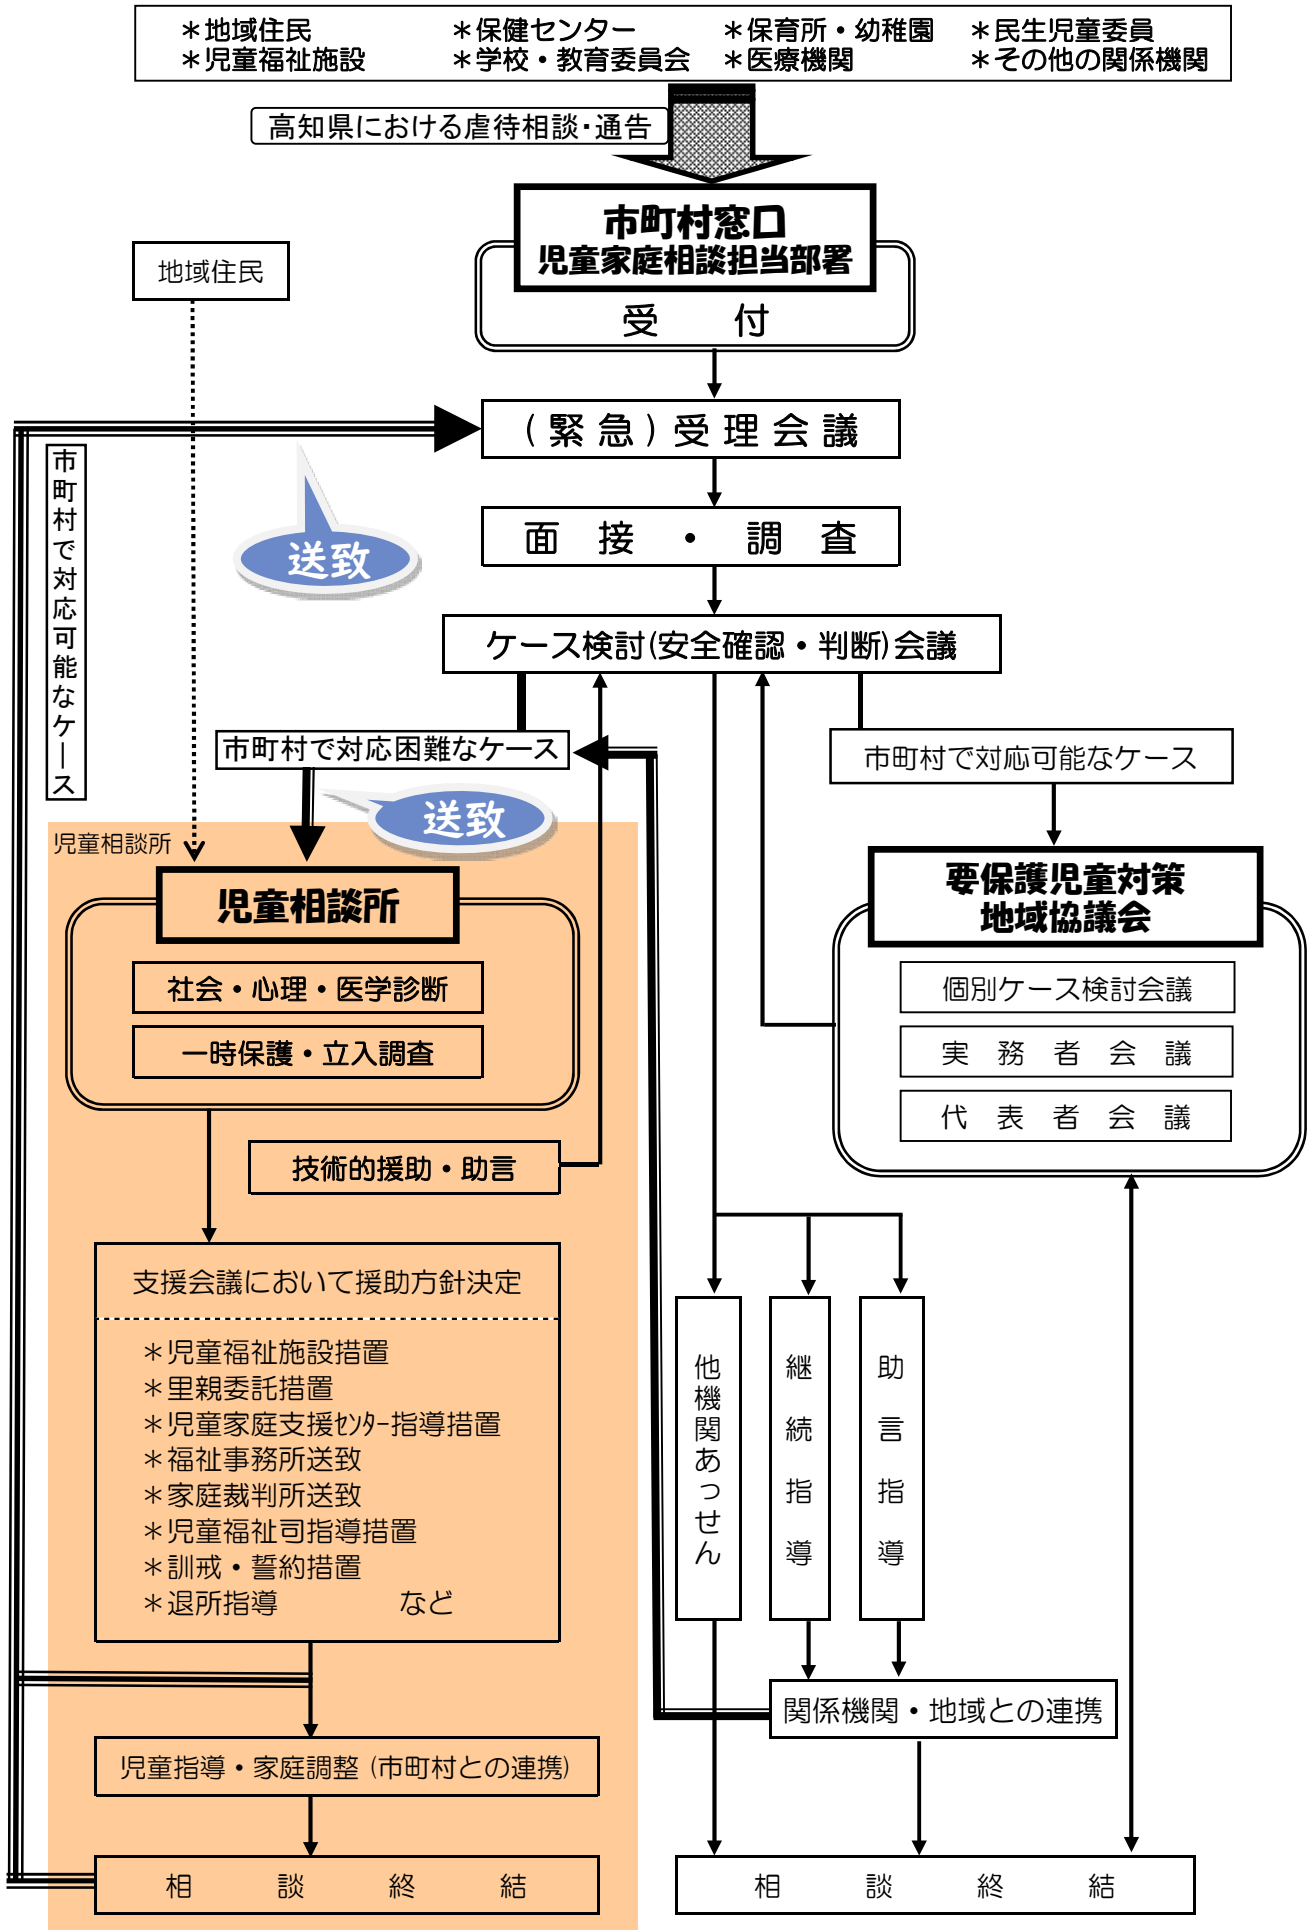 ＊地域住民　＊保健センター　＊保育所・幼稚園　＊民生児童委員
＊児童福祉施設　＊学校・教育委員会　＊医療機関　＊その他の関係機関
高知県における虐待相談・通告
市町村窓口
児童家庭相談担当部署
受　付
地域住民
(緊急)受理会議
市町村で対応可能なケース
送致
面接・調査
ケース検討(安全確認・判断)会議
市町村で対応困難なケース
市町村で対応可能なケース
送致
児童相談所
児童相談所
社会・心理・医学診断
一時保護・立入調査
技術的援助・助言
要保護児童対策
地域協議会
個別ケース検討会議
実務者会議
代表者会議
支援会議において援助方針決定
＊児童福祉施設措置
＊里親委託措置
＊児童家庭支援ｾﾝﾀｰ指導措置
＊福祉事務所送致
＊家庭裁判所送致
＊児童福祉司指導措置
＊訓戒・誓約措置
＊退所指導　など
他機関あっせん
継続指導
助言指導
関係機関・地域との連携
児童指導・家庭調整(市町村との連携)
相談終結
相談終結